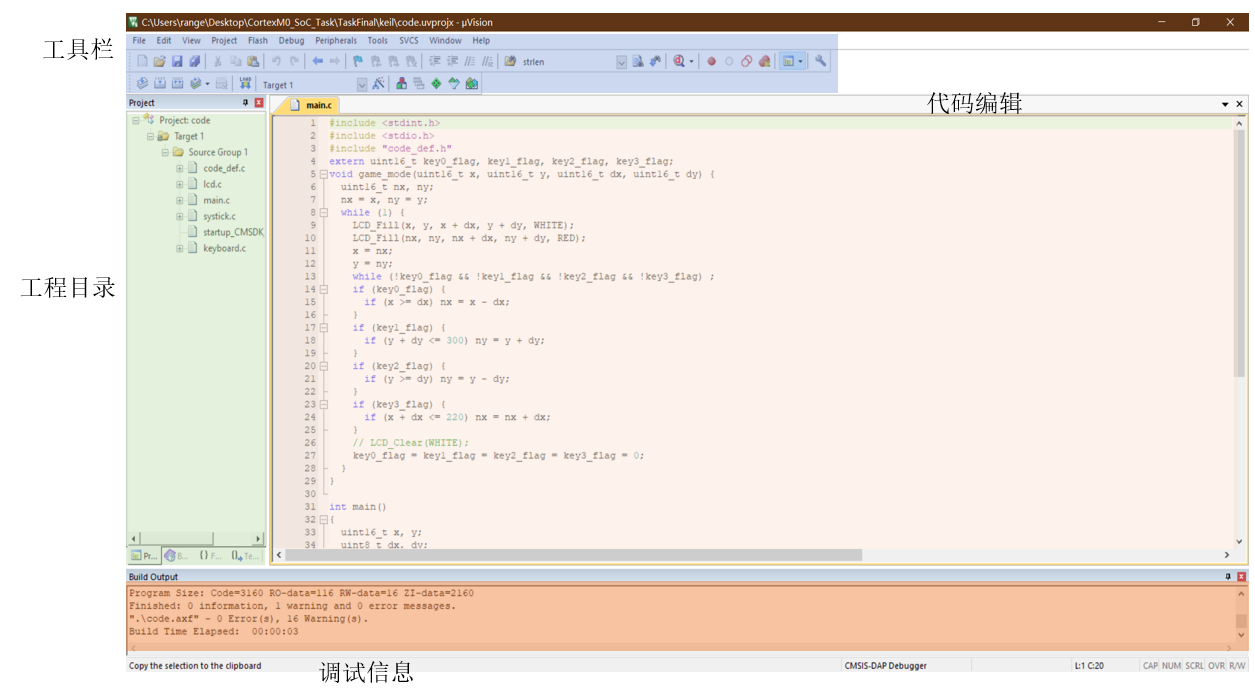 C:\Users\range\Desktop\CortexM0_SoC_Task\TaskFinal\keil\code.uvprojx - µVision
工具栏
File Edit View Project Flash Debug Peripherals Tools SVCS Window Help
strlen
LOAD
Target 1
Project
main.c
代码编辑
Project: code
Target 1
Source Group 1
code_def.c
lcd.c
main.c
systick.c
startup_CMSDK
keyboard.c
工程目录
1 #include <stdint.h>
2 #include <stdio.h>
3 #include "code_def.h"
4 extern uint16_t key0_flag, key1_flag, key2_flag, key3_flag;
5 void game_mode(uint16_t x, uint16_t y, uint16_t dx, uint16_t dy) {
6 uint16_t nx, ny;
7 nx = x, ny = y;
8 while (1) {
9 LCD_Fill(x, y, x + dx, y + dy, WHITE);
10 LCD_Fill(nx, ny, nx + dx, ny + dy, RED);
11 x = nx;
12 y = ny;
13 while (!key0_flag && !key1_flag && !key2_flag && !key3_flag) ;
14 if (key0_flag) {
15 if (x >= dx) nx = x - dx;
16 }
17 if (key1_flag) {
18 if (y + dy <= 300) ny = y + dy;
19 }
20 if (key2_flag) {
21 if (y >= dy) ny = y - dy;
22 }
23 if (key3_flag) {
24 if (x + dx <= 220) nx = nx + dx;
25 }
26 // LCD_Clear(WHITE);
27 key0_flag = key1_flag = key2_flag = key3_flag = 0;
28 }
29 }
30
31 int main()
32 {
33 uint16_t x, y;
34 uint8_t dx, dy;
Pr... B... {} F... 0 Te...
Build Output
Program Size: Code=3160 RO-data=116 RW-data=16 ZI-data=2160
Finished: 0 information, 1 warning and 0 error messages.
".\code.axf" - 0 Error(s), 16 Warning(s).
Build Time Elapsed:  00:00:03
Copy the selection to the clipboard
调试信息
CMSIS-DAP Debugger
L:1 C:20
CAP NUM SCRL OVR R/W